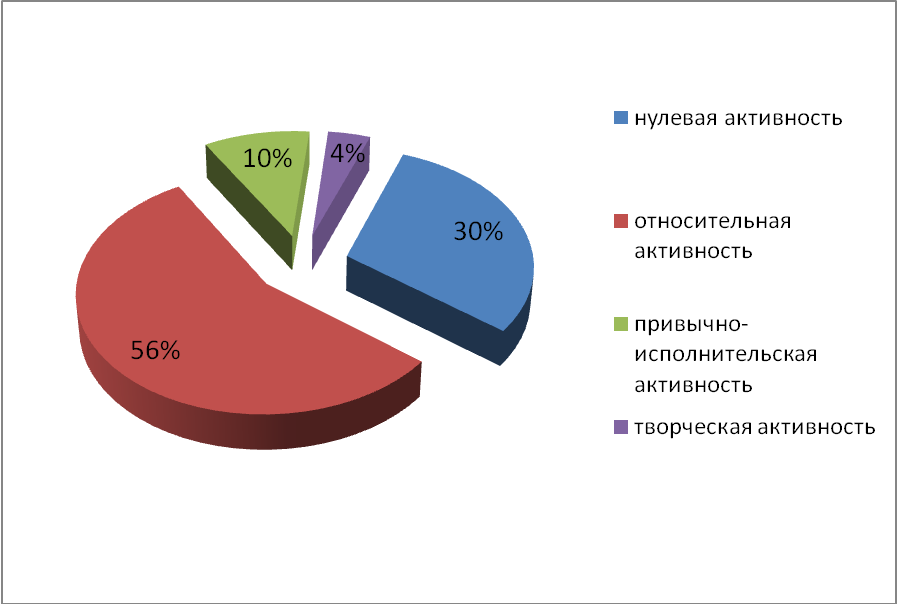 4%
10%
30%
56%
нулевая активность
относительная
активность
привычно-
исполнительская
активность
творческая активность